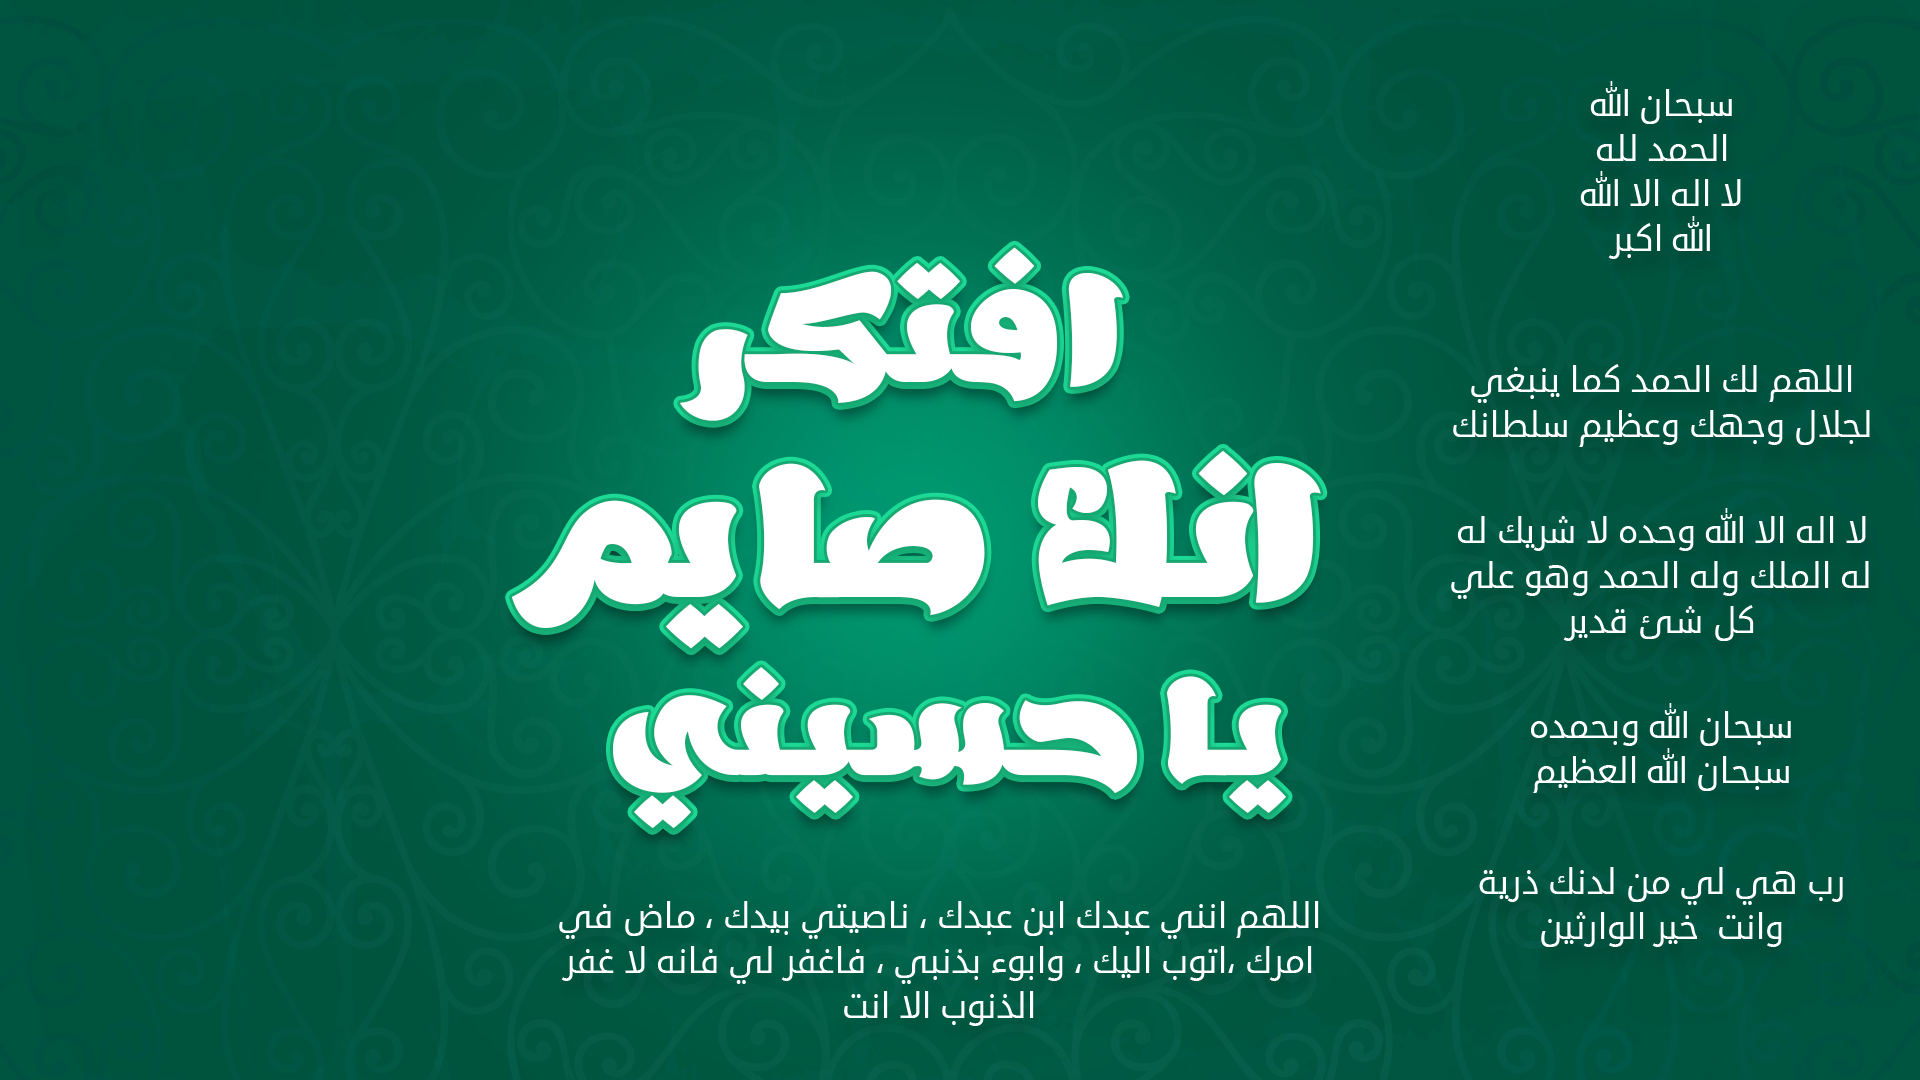 افتكر
انك صايم
يا حسيني
سبحان الله
الحمد لله
لا اله الا الله
الله اكبر
اللهم لك الحمد كما ينبغي
لجلال وجهك وعظيم سلطانك
لا اله الا الله وحده لا شريك له
له الملك وله الحمد وهو علي
كل شئ قدير
سبحان الله وبحمده
سبحان الله العظيم
رب هي لي من لدنك ذرية
وانت خير الوارثين
اللهم انني عبدك ابن عبدك ، ناصيتي بيدك ، ماض في
امرك ،اتوب اليك ، وابوء بذنبي ، فاغفر لي فانه لا غفر
الذنوب الا انت